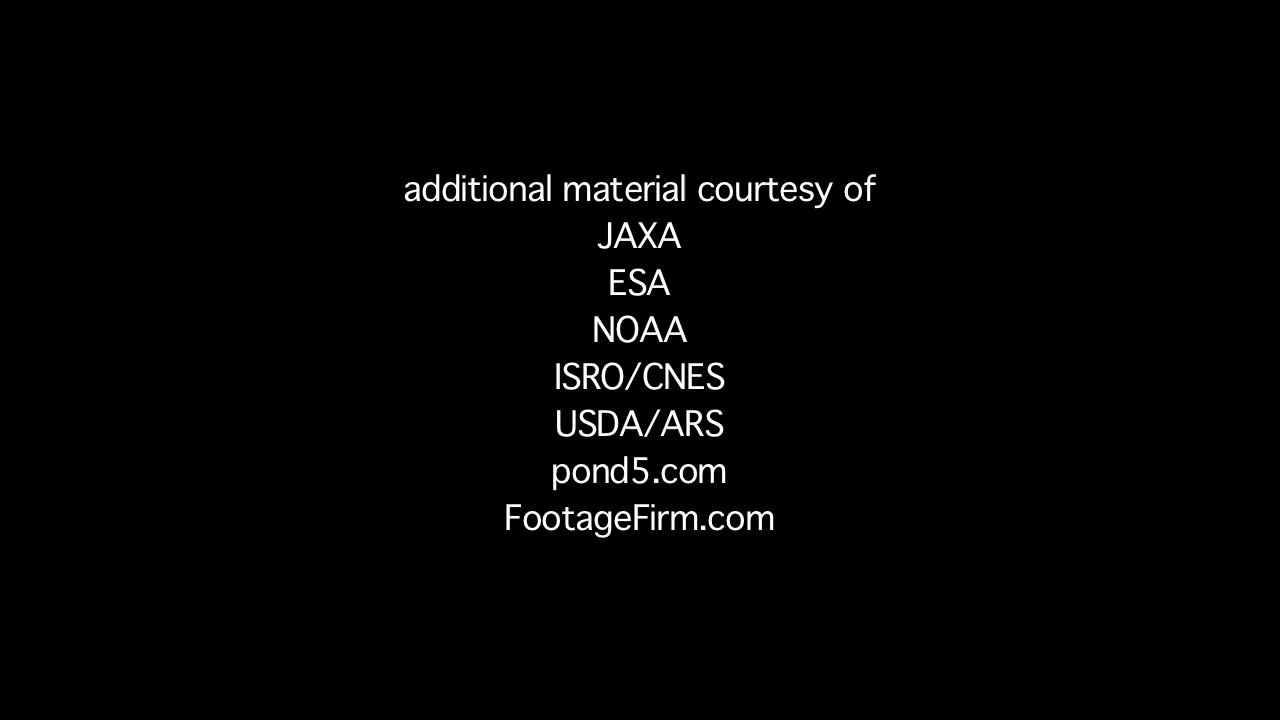 additional material courtesy of
JAXA
ESA
NOAA
ISRO/CNES
USDA/ARS
pond5.com
FootageFirm.com